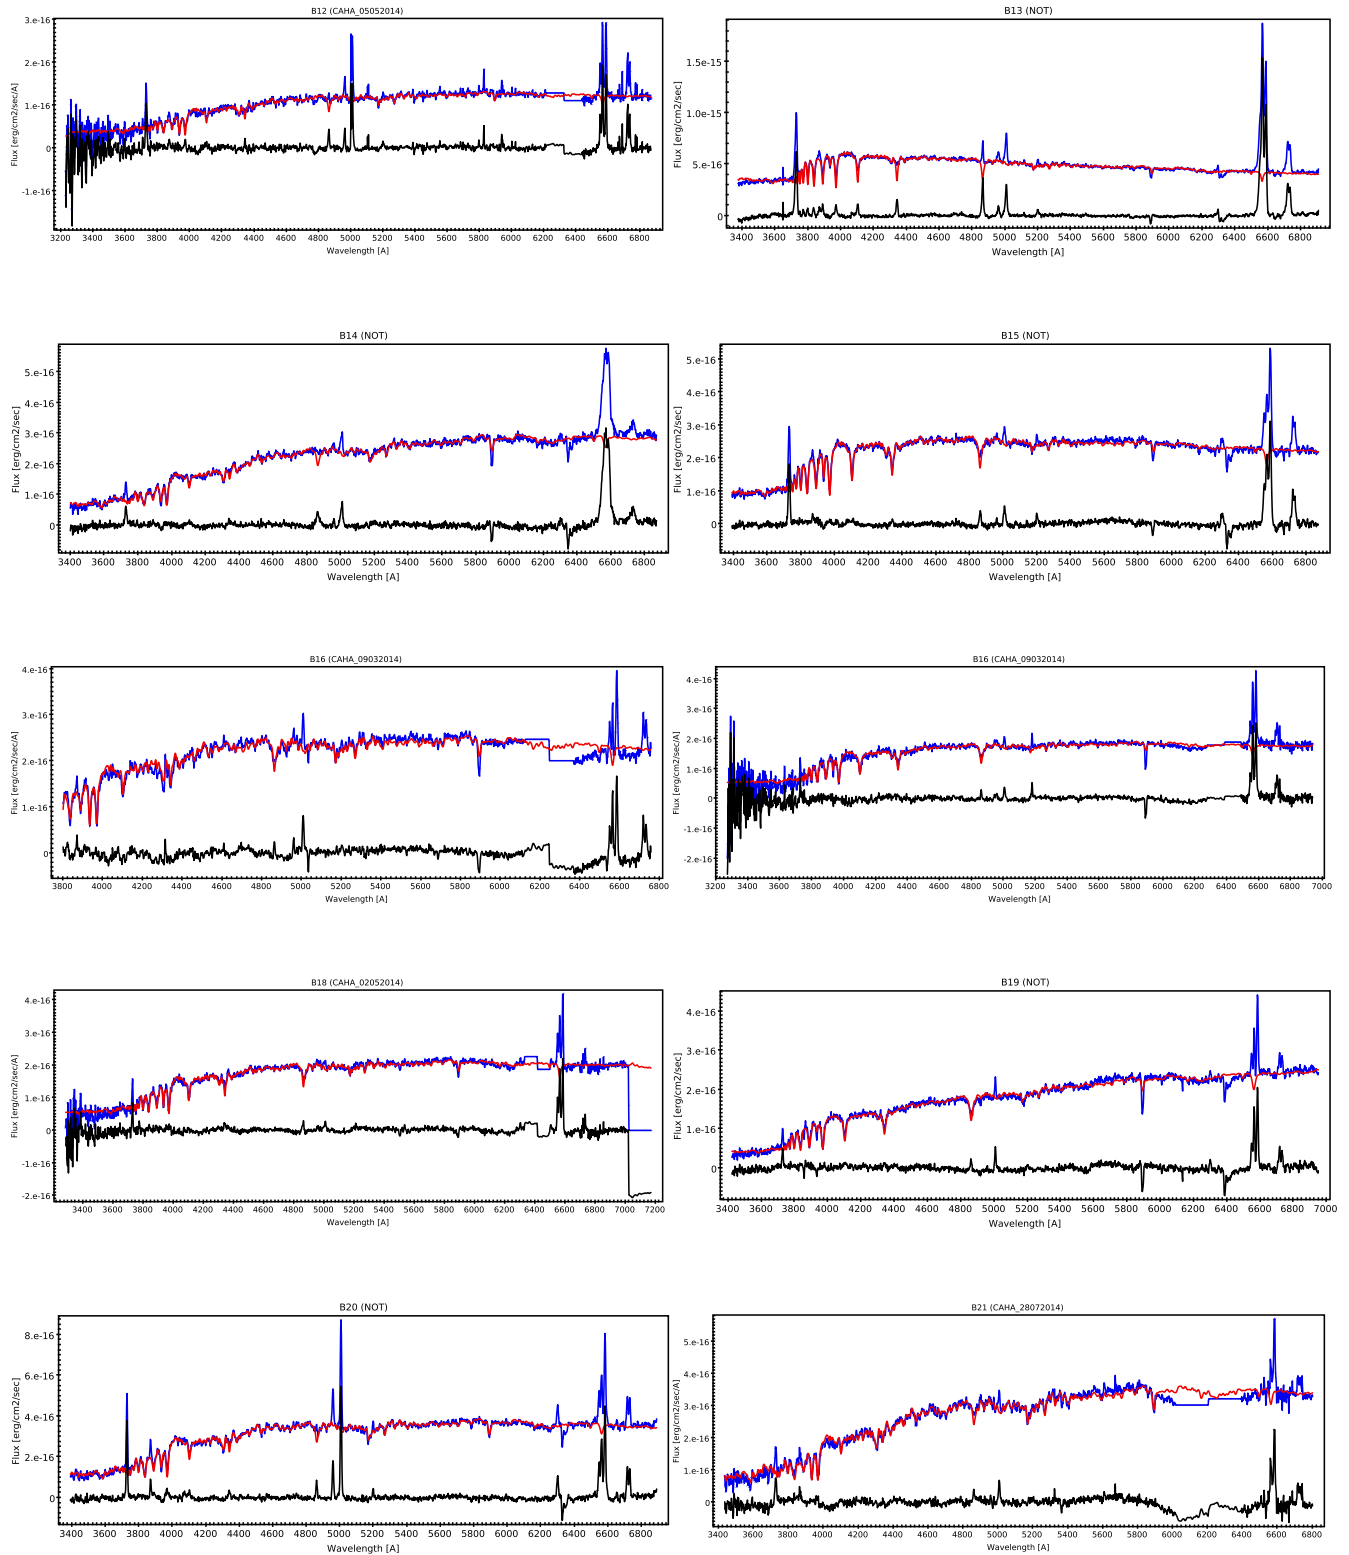 B12 (CAHA_05052014)
Flux [erg/cm2/sec/A]
3.e-16
2.e-16
1.e-16
0
-1.e-16
3200 3400 3600 3800 4000 4200 4400 4600 4800 5000 5200 5400 5600 5800 6000 6200 6400 6600 6800
Wavelength [A]
B13 (NOT)
Flux [erg/cm2/sec]
1.5e-15
1.e-15
5.e-16
0
3400 3600 3800 4000 4200 4400 4600 4800 5000 5200 5400 5600 5800 6000 6200 6400 6600 6800
Wavelength [A]
B14 (NOT)
Flux [erg/cm2/sec]
5.e-16
4.e-16
3.e-16
2.e-16
1.e-16
0
3400 3600 3800 4000 4200 4400 4600 4800 5000 5200 5400 5600 5800 6000 6200 6400 6600 6800
Wavelength [A]
B15 (NOT)
Flux [erg/cm2/sec]
5.e-16
4.e-16
3.e-16
2.e-16
1.e-16
0
3400 3600 3800 4000 4200 4400 4600 4800 5000 5200 5400 5600 5800 6000 6200 6400 6600 6800
Wavelength [A]
B16 (CAHA_09032014)
Flux [erg/cm2/sec/A]
4.e-16
3.e-16
2.e-16
1.e-16
0
3800 4000 4200 4400 4600 4800 5000 5200 5400 5600 5800 6000 6200 6400 6600 6800
Wavelength [A]
B16 (CAHA_09032014)
Flux [erg/cm2/sec/A]
4.e-16
3.e-16
2.e-16
1.e-16
0
-1.e-16
-2.e-16
3200 3400 3600 3800 4000 4200 4400 4600 4800 5000 5200 5400 5600 5800 6000 6200 6400 6600 6800 7000
Wavelength [A]
B18 (CAHA_02052014)
Flux [erg/cm2/sec/A]
4.e-16
3.e-16
2.e-16
1.e-16
0
-1.e-16
-2.e-16
3400 3600 3800 4000 4200 4400 4600 4800 5000 5200 5400 5600 5800 6000 6200 6400 6600 6800 7000 7200
Wavelength [A]
B19 (NOT)
Flux [erg/cm2/sec]
4.e-16
3.e-16
2.e-16
1.e-16
0
3400 3600 3800 4000 4200 4400 4600 4800 5000 5200 5400 5600 5800 6000 6200 6400 6600 6800 7000
Wavelength [A]
B20 (NOT)
Flux [erg/cm2/sec]
8.e-16
6.e-16
4.e-16
2.e-16
0
3400 3600 3800 4000 4200 4400 4600 4800 5000 5200 5400 5600 5800 6000 6200 6400 6600 6800
Wavelength [A]
B21 (CAHA_28072014)
Flux [erg/cm2/sec/A]
5.e-16
4.e-16
3.e-16
2.e-16
1.e-16
0
3400 3600 3800 4000 4200 4400 4600 4800 5000 5200 5400 5600 5800 6000 6200 6400 6600 6800
Wavelength [A]